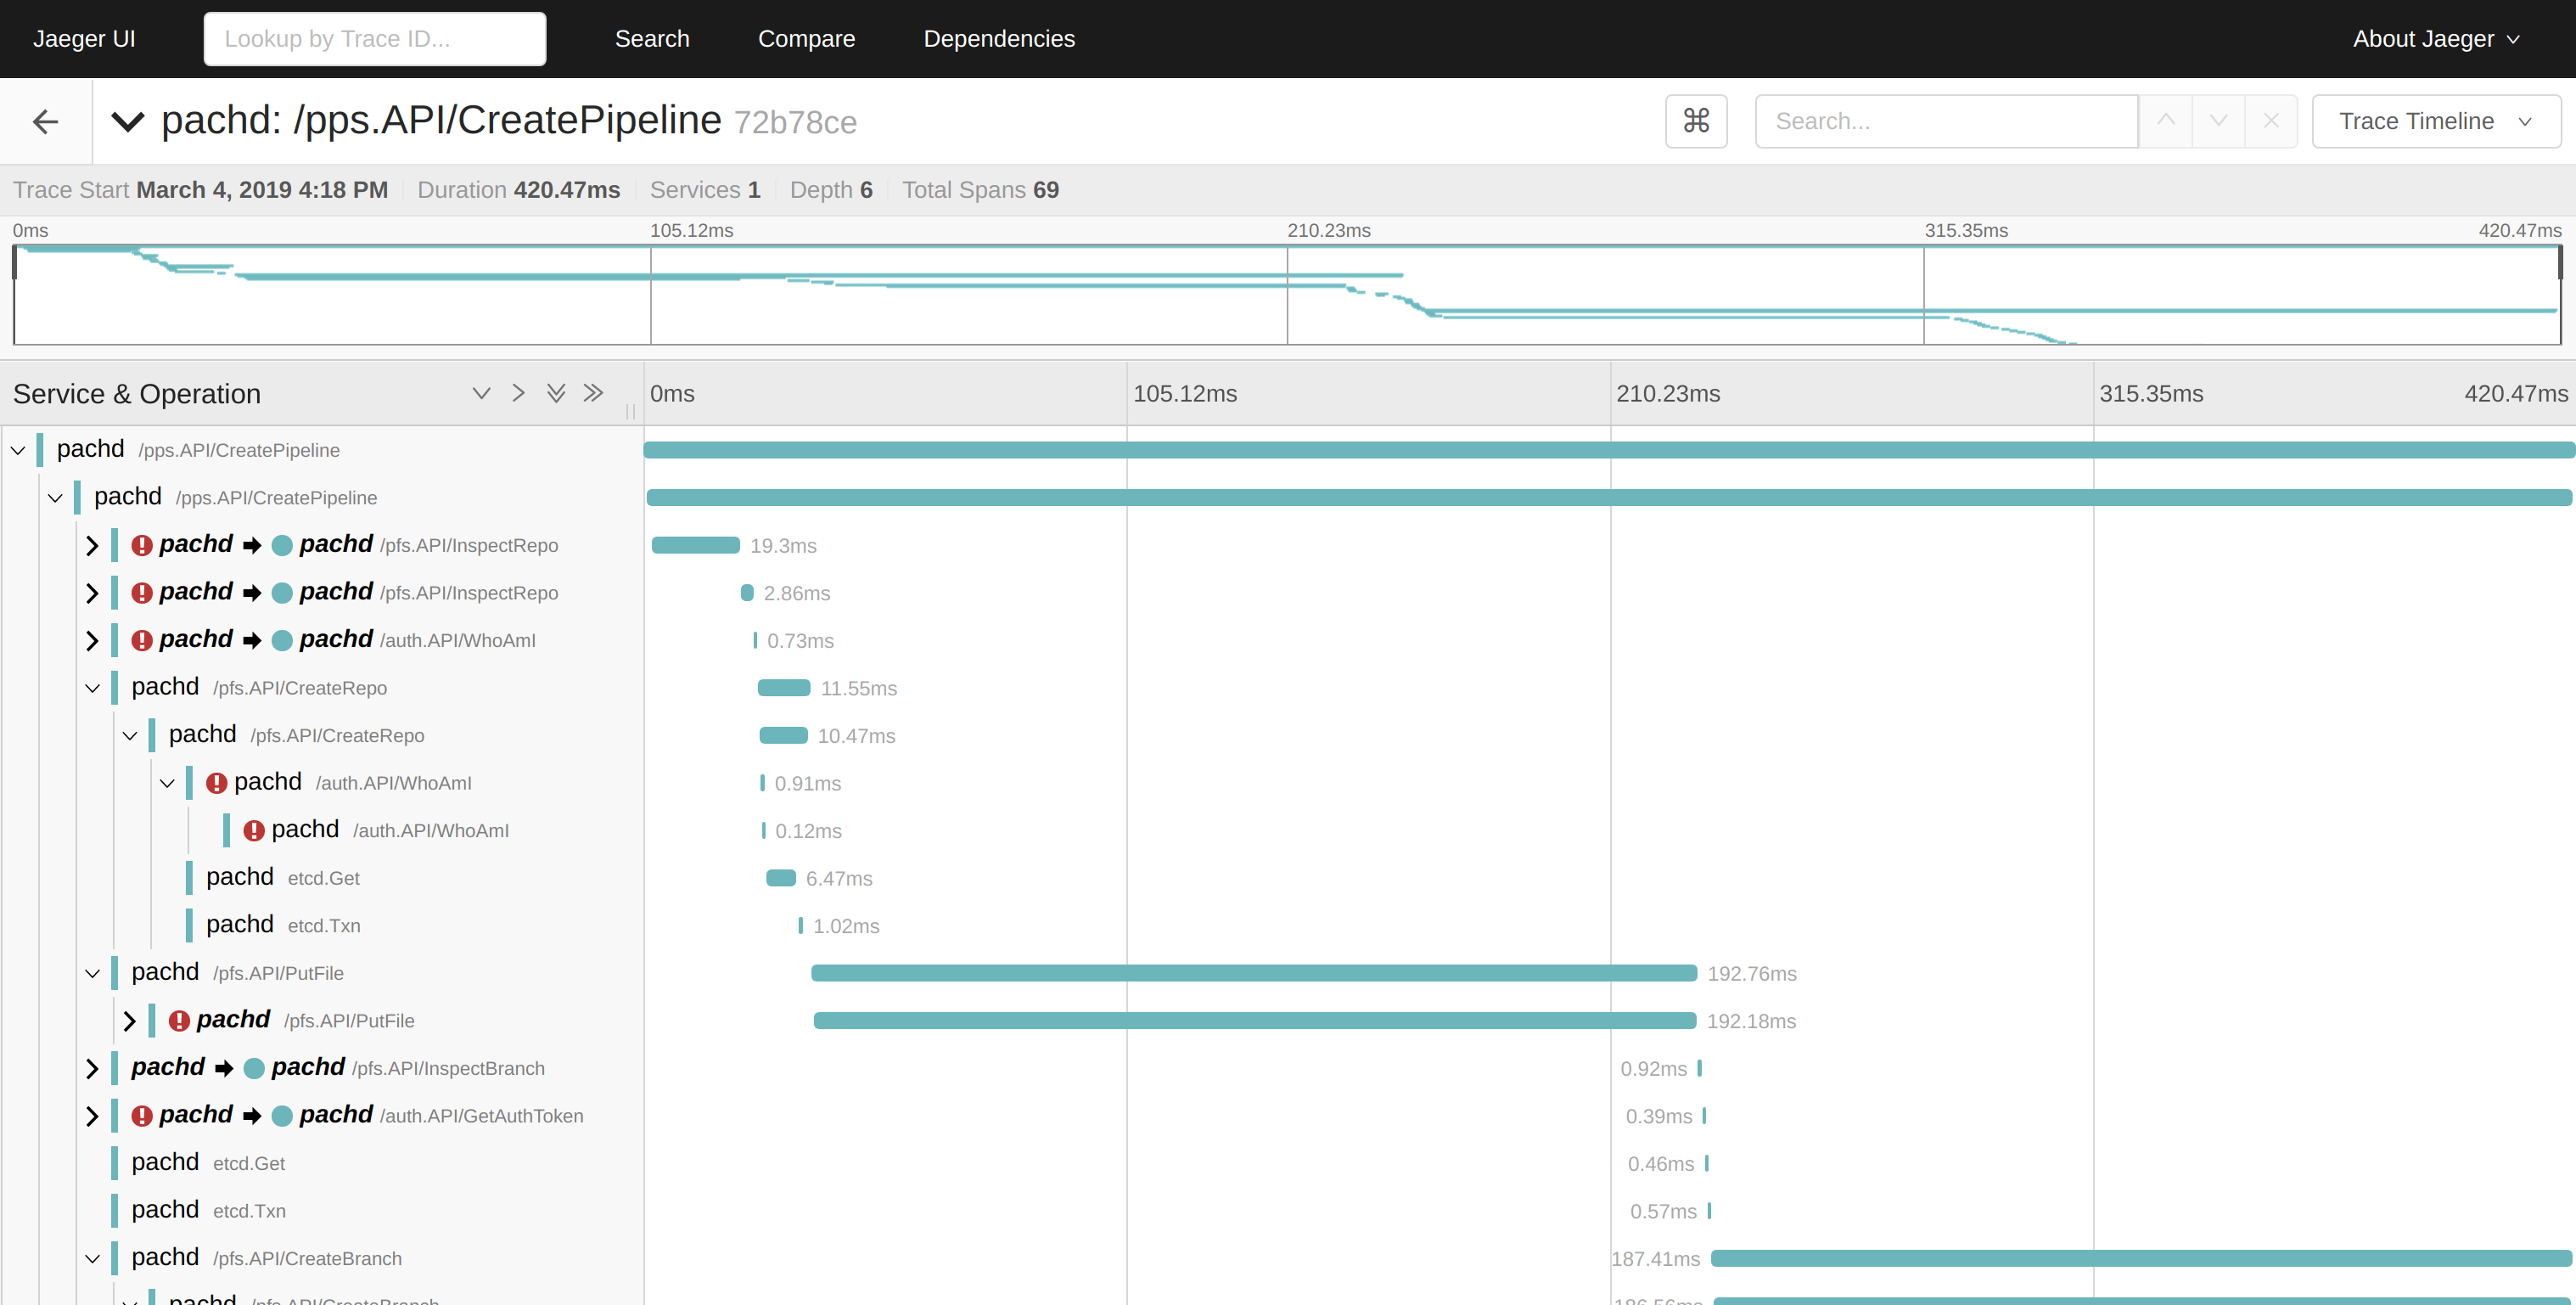 Jaeger UI Lookup by Trace ID... Search Compare Dependencies About Jaeger
pachd: /pps.API/CreatePipeline 72b78ce ⌘ Search... Trace Timeline
Trace Start March 4, 2019 4:18 PM Duration 420.47ms Services 1 Depth 6 Total Spans 69
0ms 105.12ms 210.23ms 315.35ms 420.47ms
Service & Operation 0ms 105.12ms 210.23ms 315.35ms 420.47ms
pachd /pps.API/CreatePipeline
pachd /pps.API/CreatePipeline
pachd pachd /pfs.API/InspectRepo 19.3ms
pachd pachd /pfs.API/InspectRepo 2.86ms
pachd pachd /auth.API/WhoAmI 0.73ms
pachd /pfs.API/CreateRepo 11.55ms
pachd /pfs.API/CreateRepo 10.47ms
pachd /auth.API/WhoAmI 0.91ms
pachd /auth.API/WhoAmI 0.12ms
pachd etcd.Get 6.47ms
pachd etcd.Txn 1.02ms
pachd /pfs.API/PutFile 192.76ms
pachd /pfs.API/PutFile 192.18ms
pachd pachd /pfs.API/InspectBranch 0.92ms
pachd pachd /auth.API/GetAuthToken 0.39ms
pachd etcd.Get 0.46ms
pachd etcd.Txn 0.57ms
pachd /pfs.API/CreateBranch 187.41ms
pachd /pfs.API/CreateBranch 186.56ms